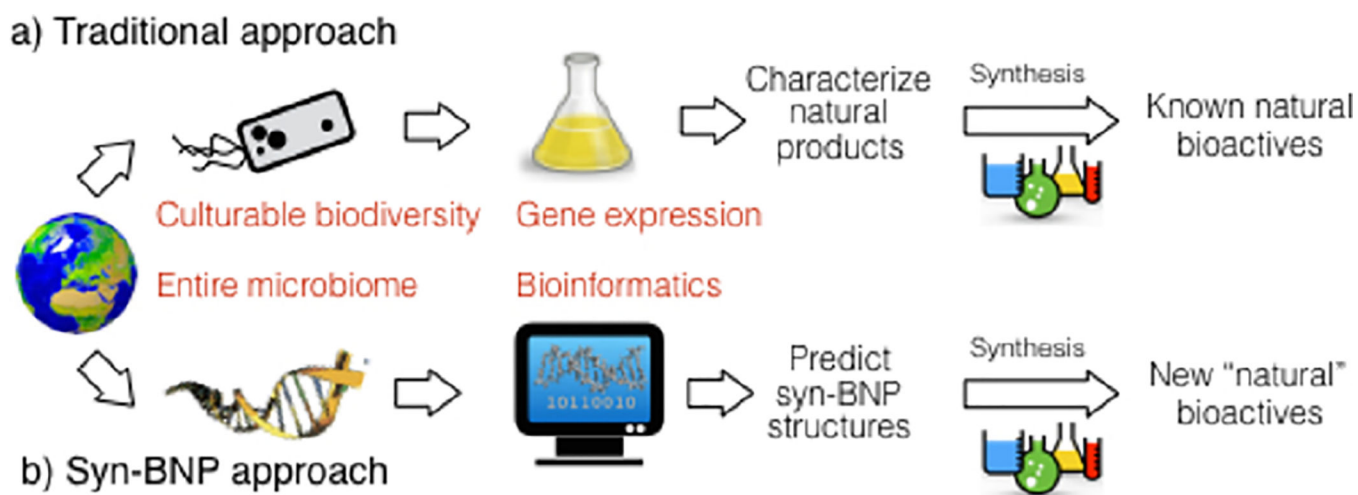 a) Traditional approach
Culturable biodiversity
Gene expression
Characterize
natural
products
Synthesis
Known natural
bioactives
Entire microbiome
Bioinformatics
10110010
Predict
syn-BNP
structures
Synthesis
New “natural”
bioactives
b) Syn-BNP approach